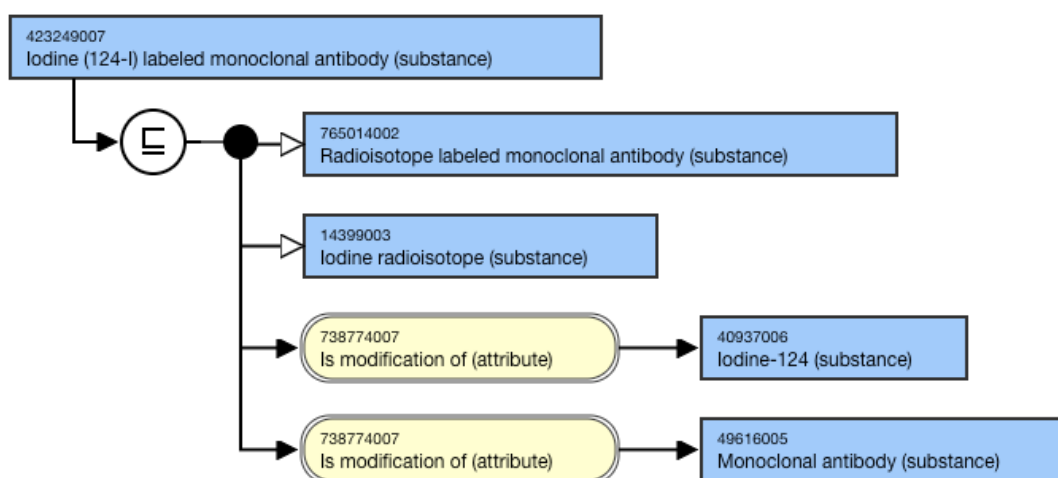 423249007
Iodine (124-I) labeled monoclonal antibody (substance)
⊑
765014002
Radioisotope labeled monoclonal antibody (substance)
14399003
Iodine radioisotope (substance)
738774007
Is modification of (attribute)
40937006
Iodine-124 (substance)
738774007
Is modification of (attribute)
49616005
Monoclonal antibody (substance)